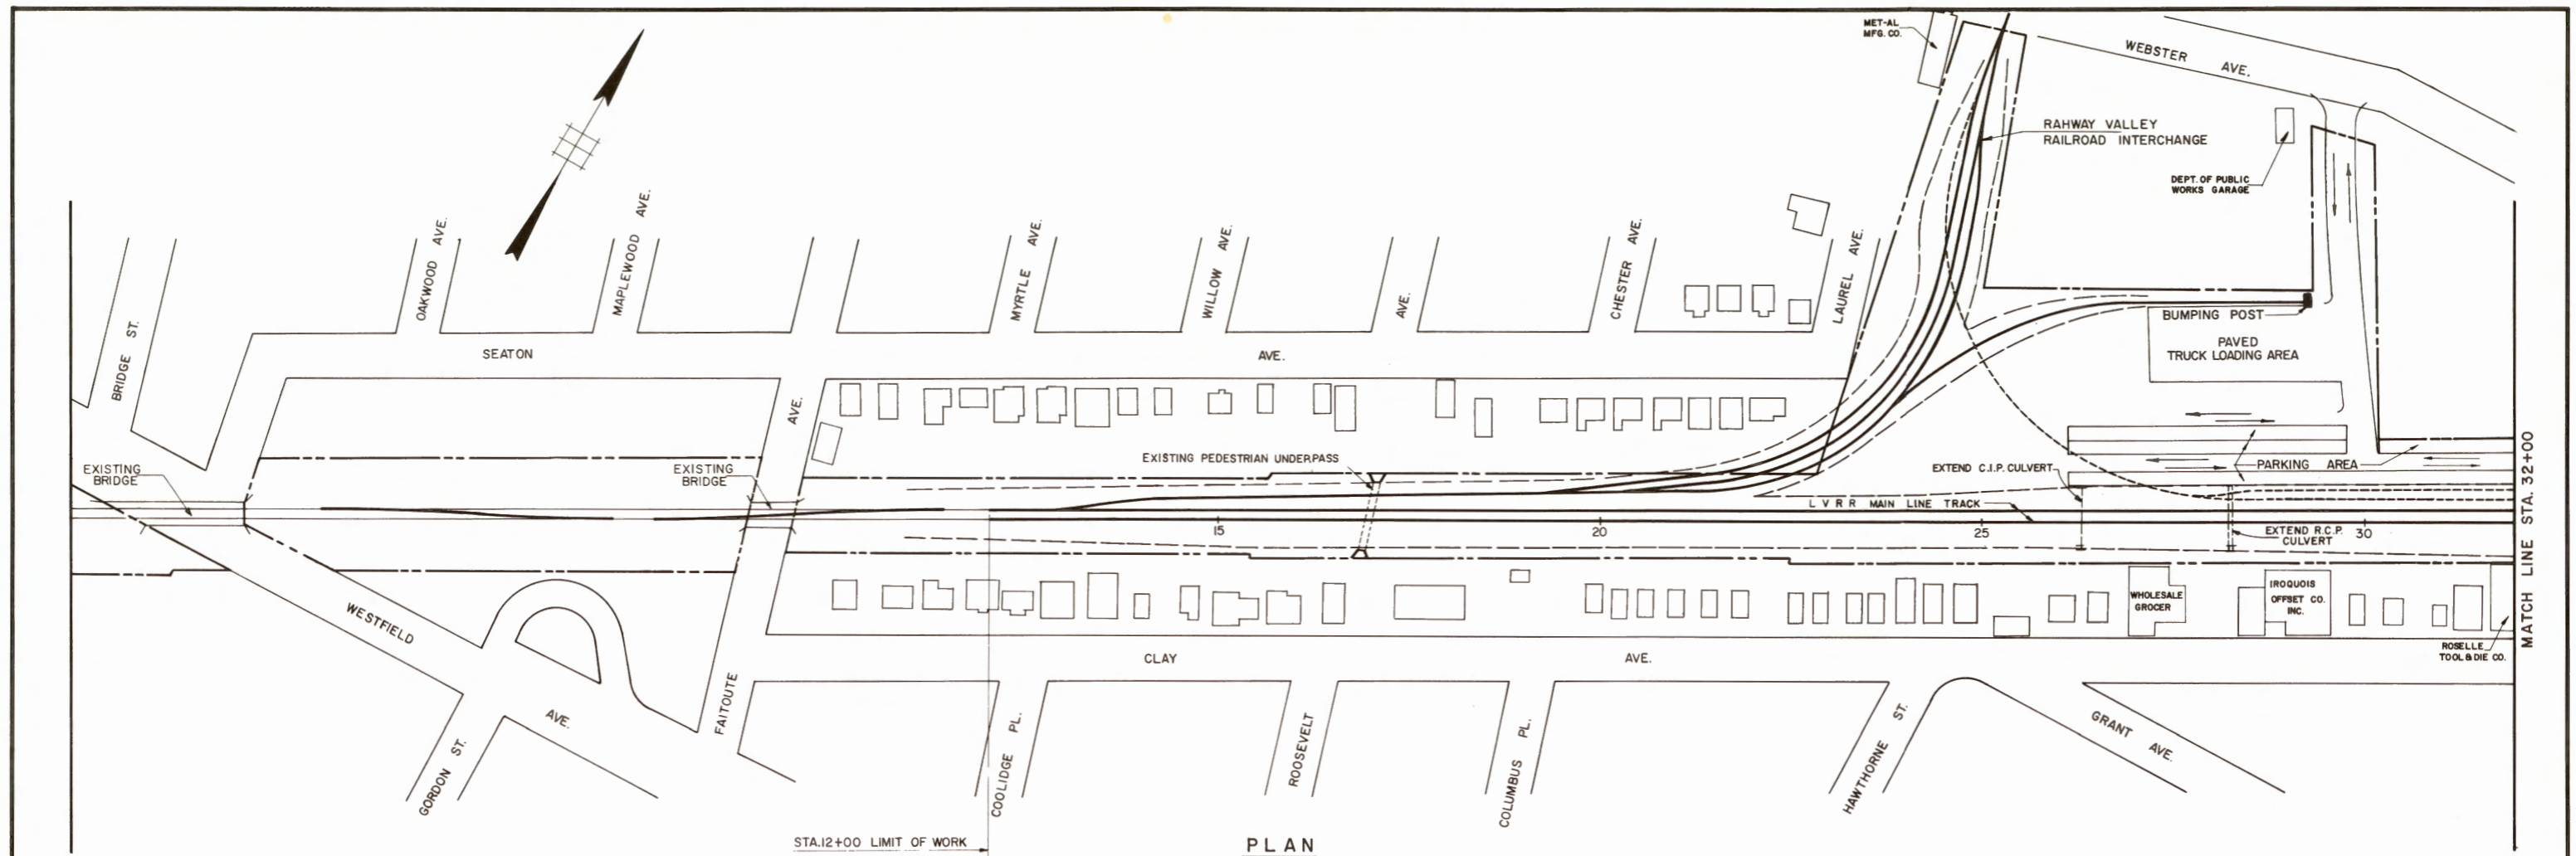 MET-AL
MFG. CO.
WEBSTER AVE.
RAHWAY VALLEY
RAILROAD INTERCHANGE
DEPT. OF PUBLIC
WORKS GARAGE
BRIDGE ST.
OAKWOOD AVE.
MAPLEWOOD AVE.
MYRTLE AVE.
WILLOW AVE.
AVE.
CHESTER AVE.
LAUREL AVE.
BUMPING POST
PAVED
TRUCK LOADING AREA
SEATON AVE.
AVE.
EXISTING
BRIDGE
EXISTING
BRIDGE
EXISTING PEDESTRIAN UNDERPASS
EXTEND C.I.P. CULVERT
PARKING AREA
L V R R MAIN LINE TRACK
15
20
25
30
EXTEND R.C.P.
CULVERT
MATCH LINE STA. 32+00
WESTFIELD
AVE.
WHOLESALE
GROCER
IROQUOIS
OFFSET CO.
INC.
ROSELLE
TOOL & DIE CO.
CLAY AVE.
FAITOUTE
GORDON ST.
COOLIDGE PL.
ROOSEVELT
COLUMBUS PL.
HAWTHORNE ST.
GRANT AVE.
STA.12+00 LIMIT OF WORK
PLAN